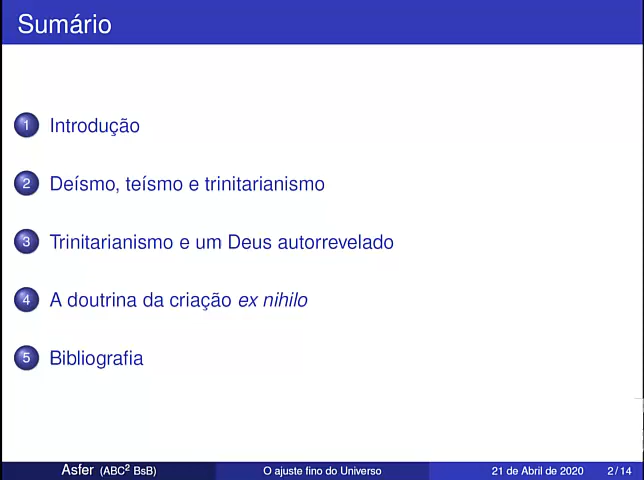 Sumário
1 Introdução
2 Deísmo, teísmo e trinitarianismo
3 Trinitarianismo e um Deus autorrevelado
4 A doutrina da criação ex nihilo
5 Bibliografia
Asfer (ABC² BsB) O ajuste fino do Universo 21 de Abril de 2020 2 / 14